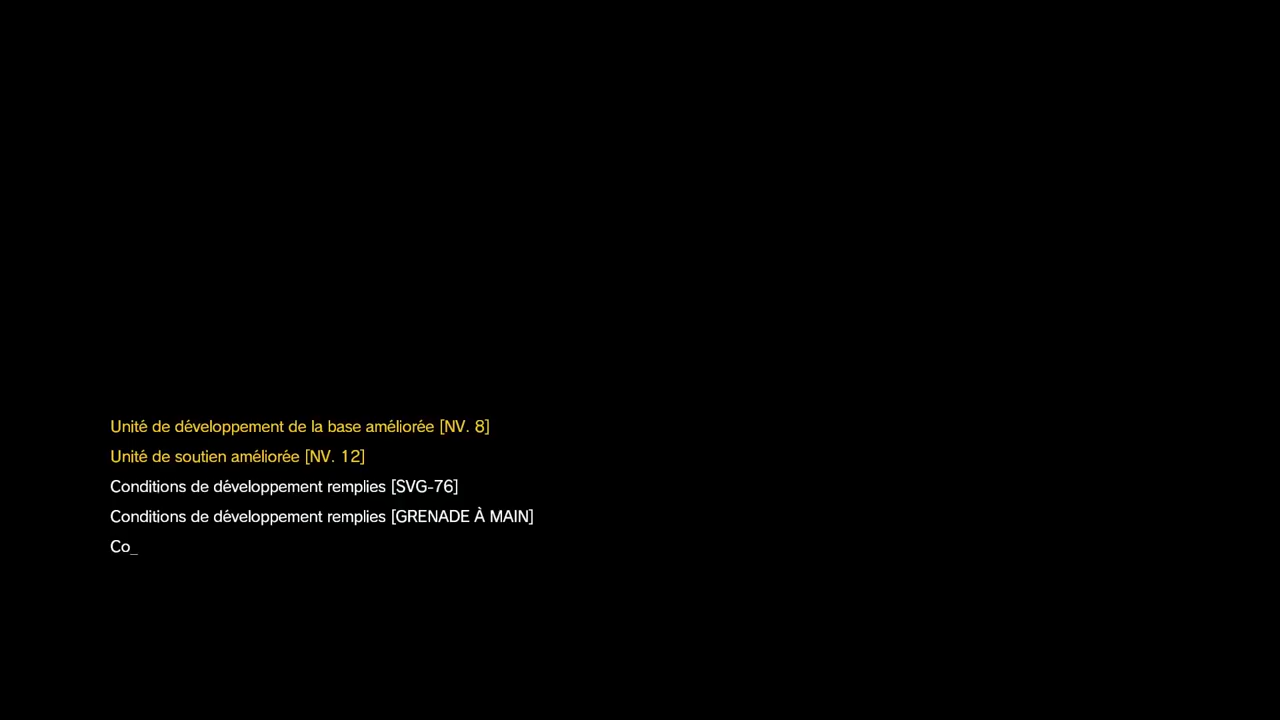 Unité de développement de la base améliorée [NV. 8]
Unité de soutien améliorée [NV. 12]
Conditions de développement remplies [SVG-76]
Conditions de développement remplies [GRENADE À MAIN]
Co_